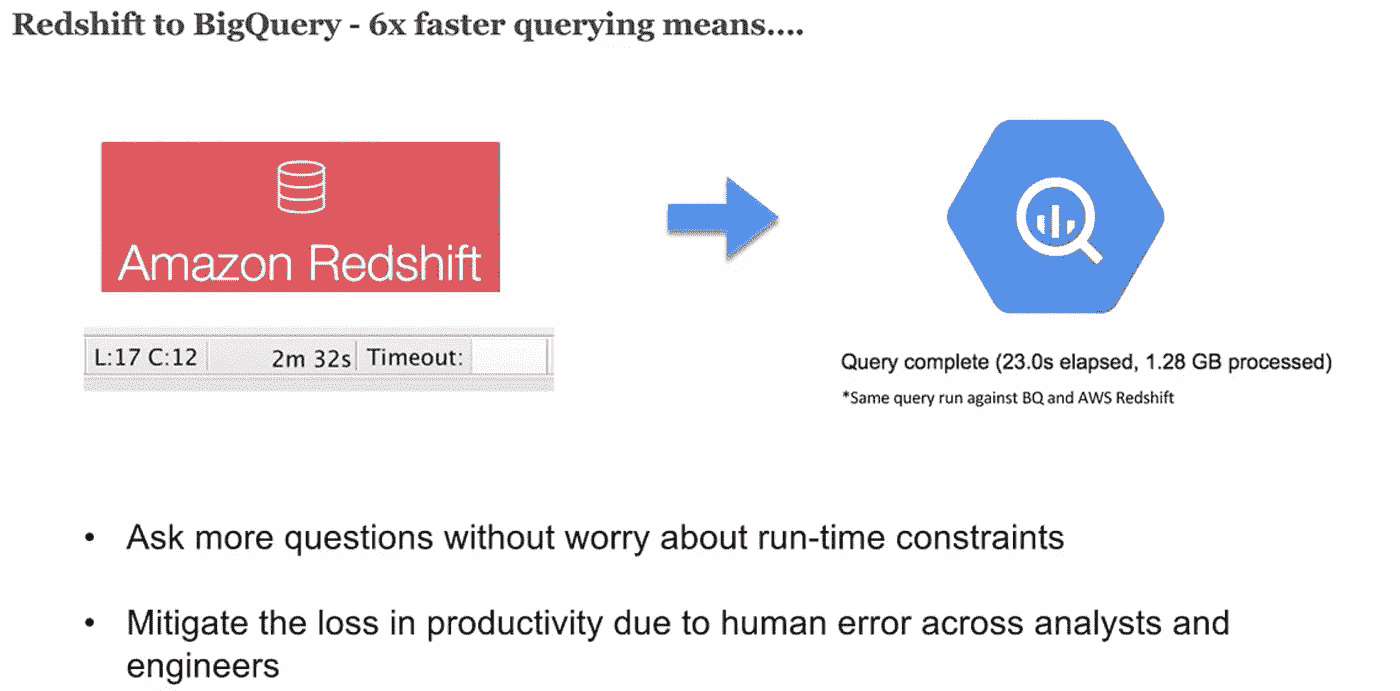 Redshift to BigQuery - 6x faster querying means....
Amazon Redshift
L:17 C:12 2m 32s Timeout:
Query complete (23.0s elapsed, 1.28 GB processed)
*Same query run against BQ and AWS Redshift
• Ask more questions without worry about run-time constraints
• Mitigate the loss in productivity due to human error across analysts and
engineers